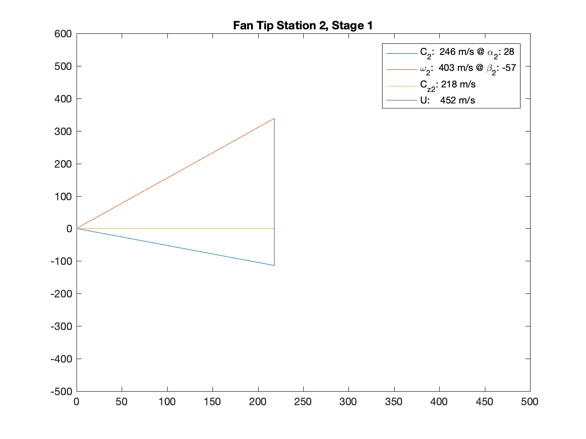 Fan Tip Station 2, Stage 1
600
500
400
300
200
100
0
-100
-200
-300
-400
-500
0 50 100 150 200 250 300 350 400 450 500
C2: 246 m/s @ α2: 28
ω2: 403 m/s @ β2: -57
Cz2: 218 m/s
U: 452 m/s